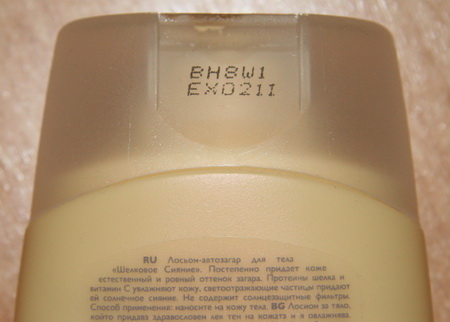 BH8W1
EX0211
RU Лосьон-автозагар для тела
«Шелковое Сияние». Постепенно придает коже
естественный и ровный оттенок загара. Протеины шелка и
витамин С увлажняют кожу, светоотражающие частицы придают
ей солнечное сияние. Не содержит солнцезащитные фильтры.
Способ применения: наносите на кожу тела. BG Лосион за тяло,
който придава здравословен лек тен на кожата и я овлажнява.